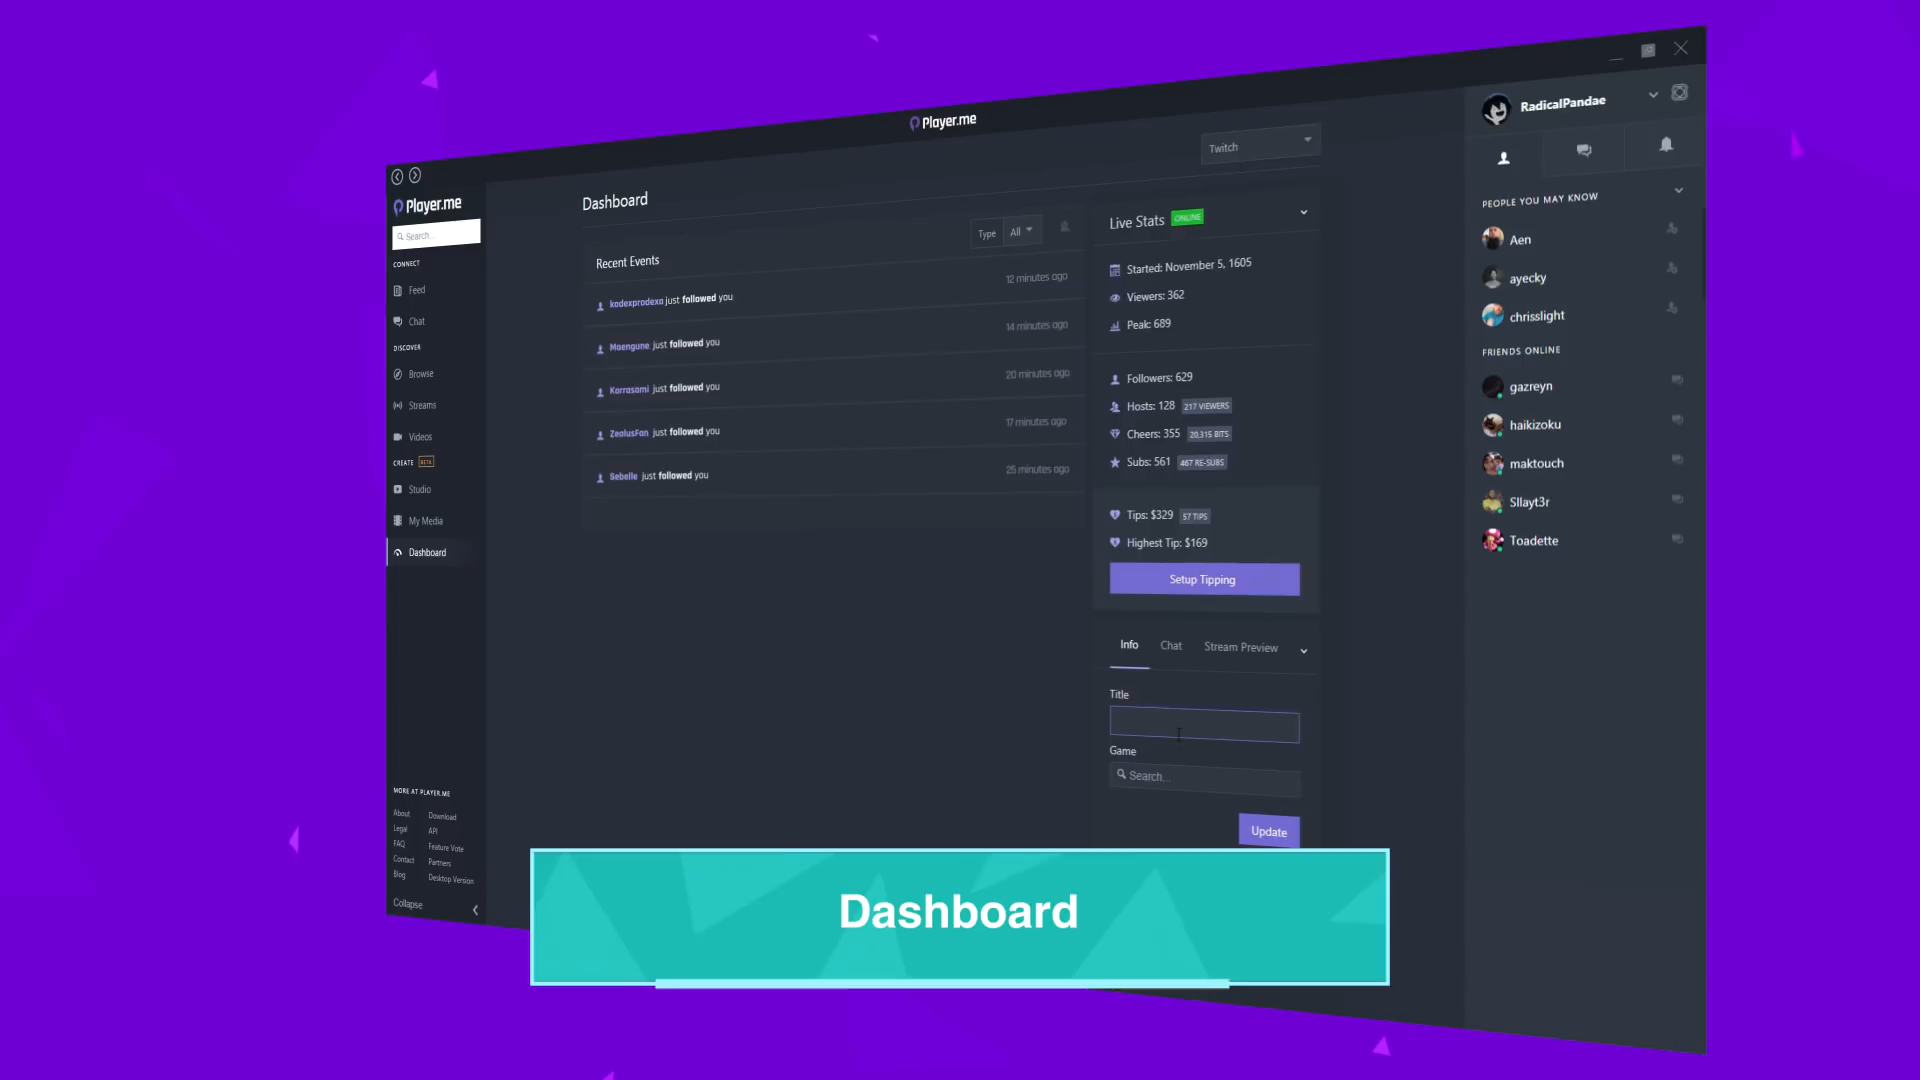 Player.me
RadicalPandae
Twitch
Player.me
Search...
CONNECT
Feed
Chat
DISCOVER
Browse
Streams
Videos
CREATE BETA
Studio
My Media
Dashboard
MORE AT PLAYER.ME
About Download
Legal API
FAQ Feature Vote
Contact Partners
Blog Desktop Version
Collapse
Dashboard
Type All
Recent Events
kodexprodexa just followed you 12 minutes ago
Maengune just followed you 14 minutes ago
Korrasami just followed you 20 minutes ago
ZealusFan just followed you 17 minutes ago
Bebelle just followed you 25 minutes ago
Live Stats ONLINE
Started: November 5, 1605
Viewers: 362
Peak: 689
Followers: 629
Hosts: 128 217 VIEWERS
Cheers: 355 20,315 BITS
Subs: 561 467 RE-SUBS
Tips: $329 57 TIPS
Highest Tip: $169
Setup Tipping
Info Chat Stream Preview
Title
Game
Search...
Update
PEOPLE YOU MAY KNOW
Aen
ayecky
chrisslight
FRIENDS ONLINE
gazreyn
haikizoku
maktouch
Sllayt3r
Toadette
Dashboard